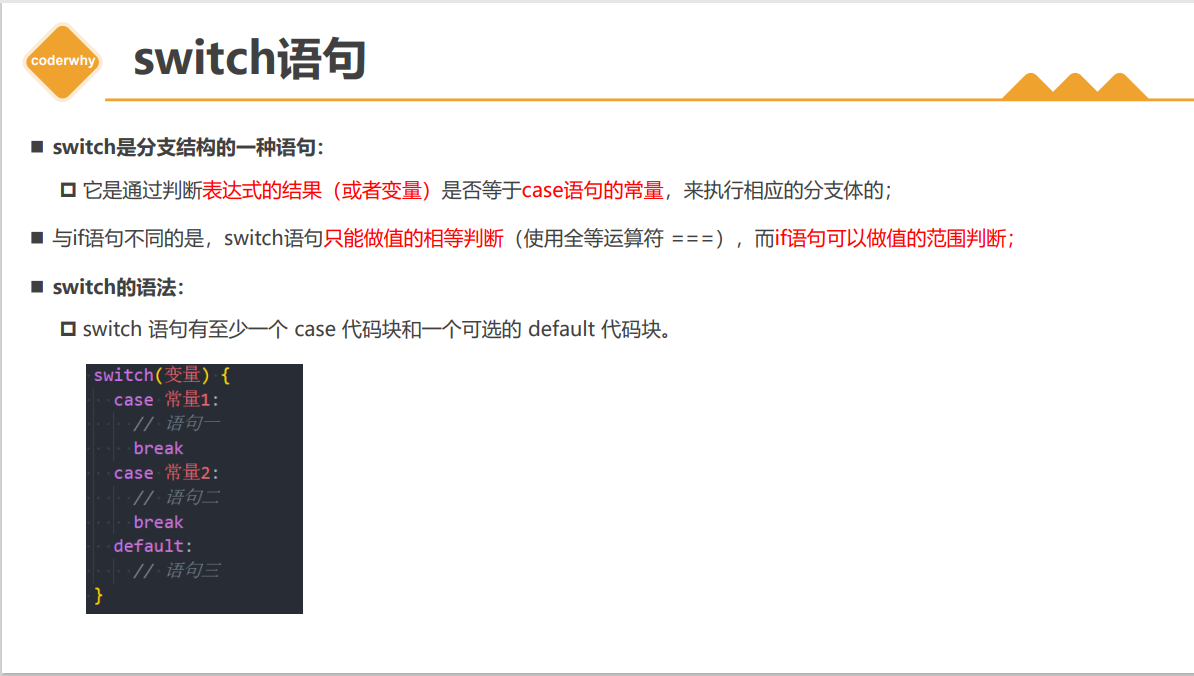 coderwhy
switch语句
switch是分支结构的一种语句：
它是通过判断表达式的结果（或者变量）是否等于case语句的常量，来执行相应的分支体的；
与if语句不同的是，switch语句只能做值的相等判断（使用全等运算符 ===），而if语句可以做值的范围判断；
switch的语法：
switch 语句有至少一个 case 代码块和一个可选的 default 代码块。
switch(变量) {
case 常量1:
// 语句一
break
case 常量2:
// 语句二
break
default:
// 语句三
}